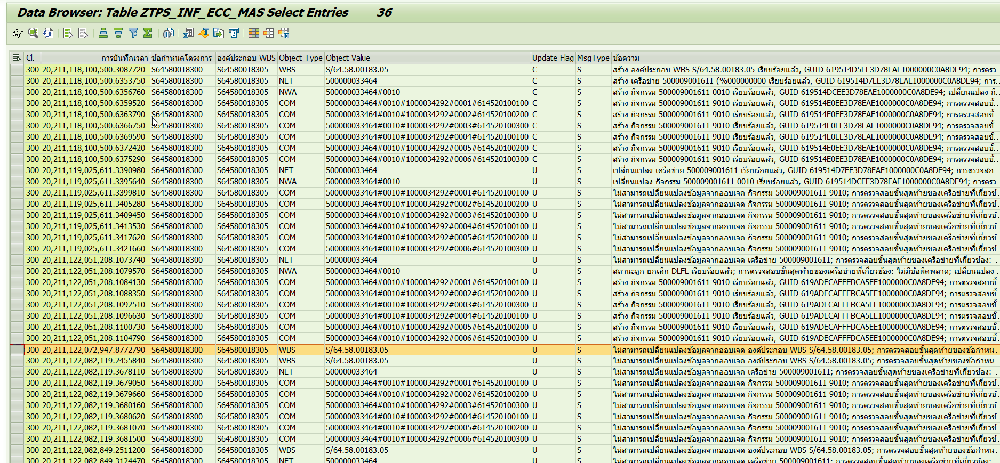 Data Browser: Table ZTPS_INF_ECC_MAS Select Entries 36
Cl. การบันทึกเวลา ข้อกำหนดโครงการ องค์ประกอบ WBS Object Type Object Value Update Flag MsgType ข้อความ
300 20,211,118,100,500.3087720 S64580018300 S64580018305 WBS S/64.58.00183.05 C S สร้าง องค์ประกอบ WBS S/64.58.00183.05 เรียบร้อยแล้ว, GUID 619514D5EE3D78EAE1000000C0A8DE94; การตรว...
300 20,211,118,100,500.6353750 S64580018300 S64580018305 NET 500000033464 C S สร้าง เครือข่าย 500009001611 (%000000000 เรียบร้อยแล้ว, GUID 619514D7EE3D78EAE1000000C0A8DE94; การ...
300 20,211,118,100,500.6356760 S64580018300 S64580018305 NWA 500000033464#0010 C S สร้าง กิจกรรม 500009001611 0010 เรียบร้อยแล้ว, GUID 619514DCEE3D78EAE1000000C0A8DE94; เปลี่ยนแปลง กิ...
300 20,211,118,100,500.6359520 S64580018300 S64580018305 COM 500000033464#0010#1000034292#0001#614520100100 C S สร้าง กิจกรรม 500009001611 9010 เรียบร้อยแล้ว, GUID 619514E0EE3D78EAE1000000C0A8DE94; การตรวจสอบขั้...
300 20,211,118,100,500.6363790 S64580018300 S64580018305 COM 500000033464#0010#1000034292#0002#614520100200 C S สร้าง กิจกรรม 500009001611 9010 เรียบร้อยแล้ว, GUID 619514E0EE3D78EAE1000000C0A8DE94; การตรวจสอบขั้...
300 20,211,118,100,500.6366750 S64580018300 S64580018305 COM 500000033464#0010#1000034292#0003#614520100300 C S สร้าง กิจกรรม 500009001611 9010 เรียบร้อยแล้ว, GUID 619514E0EE3D78EAE1000000C0A8DE94; การตรวจสอบขั้...
300 20,211,118,100,500.6369590 S64580018300 S64580018305 COM 500000033464#0010#1000034292#0004#614520100100 C S สร้าง กิจกรรม 500009001611 9010 เรียบร้อยแล้ว, GUID 619514E0EE3D78EAE1000000C0A8DE94; การตรวจสอบขั้...
300 20,211,118,100,500.6372420 S64580018300 S64580018305 COM 500000033464#0010#1000034292#0005#614520100200 C S สร้าง กิจกรรม 500009001611 9010 เรียบร้อยแล้ว, GUID 619514E0EE3D78EAE1000000C0A8DE94; การตรวจสอบขั้...
300 20,211,118,100,500.6375290 S64580018300 S64580018305 COM 500000033464#0010#1000034292#0006#614520100300 C S สร้าง กิจกรรม 500009001611 9010 เรียบร้อยแล้ว, GUID 619514E0EE3D78EAE1000000C0A8DE94; การตรวจสอบขั้...
300 20,211,119,025,611.3390980 S64580018300 S64580018305 NET 500000033464 U S เปลี่ยนแปลง เครือข่าย 500009001611 เรียบร้อยแล้ว, GUID 619514D7EE3D78EAE1000000C0A8DE94; การตรวจสอ...
300 20,211,119,025,611.3395640 S64580018300 S64580018305 NWA 500000033464#0010 U S เปลี่ยนแปลง กิจกรรม 500009001611 0010 เรียบร้อยแล้ว, GUID 619514DCEE3D78EAE1000000C0A8DE94; การตรว...
300 20,211,119,025,611.3399810 S64580018300 S64580018305 COM 500000033464#0010#1000034292#0001#614520100100 U S ไม่สามารถเปลี่ยนแปลงข้อมูลจากออบเจค กิจกรรม 500009001611 9010; การตรวจสอบขั้นสุดท้ายของเครือข่ายที่เกี่ยวข้...
300 20,211,119,025,611.3405280 S64580018300 S64580018305 COM 500000033464#0010#1000034292#0002#614520100200 U S ไม่สามารถเปลี่ยนแปลงข้อมูลจากออบเจค กิจกรรม 500009001611 9010; การตรวจสอบขั้นสุดท้ายของเครือข่ายที่เกี่ยวข้...
300 20,211,119,025,611.3409450 S64580018300 S64580018305 COM 500000033464#0010#1000034292#0003#614520100300 U S ไม่สามารถเปลี่ยนแปลงข้อมูลจากออบเจค กิจกรรม 500009001611 9010; การตรวจสอบขั้นสุดท้ายของเครือข่ายที่เกี่ยวข้...
300 20,211,119,025,611.3413530 S64580018300 S64580018305 COM 500000033464#0010#1000034292#0004#614520100100 U S ไม่สามารถเปลี่ยนแปลงข้อมูลจากออบเจค กิจกรรม 500009001611 9010; การตรวจสอบขั้นสุดท้ายของเครือข่ายที่เกี่ยวข้...
300 20,211,119,025,611.3417620 S64580018300 S64580018305 COM 500000033464#0010#1000034292#0005#614520100200 U S ไม่สามารถเปลี่ยนแปลงข้อมูลจากออบเจค กิจกรรม 500009001611 9010; การตรวจสอบขั้นสุดท้ายของเครือข่ายที่เกี่ยวข้...
300 20,211,119,025,611.3421660 S64580018300 S64580018305 COM 500000033464#0010#1000034292#0006#614520100300 U S ไม่สามารถเปลี่ยนแปลงข้อมูลจากออบเจค กิจกรรม 500009001611 9010; การตรวจสอบขั้นสุดท้ายของเครือข่ายที่เกี่ยวข้...
300 20,211,122,051,208.1073740 S64580018300 S64580018305 NET 500000033464 U S ไม่สามารถเปลี่ยนแปลงข้อมูลจากออบเจค เครือข่าย 500009001611; การตรวจสอบขั้นสุดท้ายของเครือข่ายที่เกี่ยวข้อง: ...
300 20,211,122,051,208.1079570 S64580018300 S64580018305 NWA 500000033464#0010 U S สถานะถูก ยกเลิก DLFL เรียบร้อยแล้ว; การตรวจสอบขั้นสุดท้ายของเครือข่ายที่เกี่ยวข้อง: ไม่มีข้อผิดพลาด; เปลี่ยนแปลง ...
300 20,211,122,051,208.1084130 S64580018300 S64580018305 COM 500000033464#0010#1000034292#0001#614520100100 U S สร้าง กิจกรรม 500009001611 9010 เรียบร้อยแล้ว, GUID 619ADECAFFFBCA5EE1000000C0A8DE94; การตรวจสอบขั้...
300 20,211,122,051,208.1088350 S64580018300 S64580018305 COM 500000033464#0010#1000034292#0002#614520100200 U S สร้าง กิจกรรม 500009001611 9010 เรียบร้อยแล้ว, GUID 619ADECAFFFBCA5EE1000000C0A8DE94; การตรวจสอบขั้...
300 20,211,122,051,208.1092510 S64580018300 S64580018305 COM 500000033464#0010#1000034292#0003#614520100300 U S สร้าง กิจกรรม 500009001611 9010 เรียบร้อยแล้ว, GUID 619ADECAFFFBCA5EE1000000C0A8DE94; การตรวจสอบขั้...
300 20,211,122,051,208.1096630 S64580018300 S64580018305 COM 500000033464#0010#1000034292#0004#614520100100 U S สร้าง กิจกรรม 500009001611 9010 เรียบร้อยแล้ว, GUID 619ADECAFFFBCA5EE1000000C0A8DE94; การตรวจสอบขั้...
300 20,211,122,051,208.1100730 S64580018300 S64580018305 COM 500000033464#0010#1000034292#0005#614520100200 U S สร้าง กิจกรรม 500009001611 9010 เรียบร้อยแล้ว, GUID 619ADECAFFFBCA5EE1000000C0A8DE94; การตรวจสอบขั้...
300 20,211,122,051,208.1104790 S64580018300 S64580018305 COM 500000033464#0010#1000034292#0006#614520100300 U S สร้าง กิจกรรม 500009001611 9010 เรียบร้อยแล้ว, GUID 619ADECAFFFBCA5EE1000000C0A8DE94; การตรวจสอบขั้...
300 20,211,122,072,947.8772790 S64580018300 S64580018305 WBS S/64.58.00183.05 U S ไม่สามารถเปลี่ยนแปลงข้อมูลจากออบเจค องค์ประกอบ WBS S/64.58.00183.05; การตรวจสอบขั้นสุดท้ายของข้อกำหน...
300 20,211,122,082,119.2455840 S64580018300 S64580018305 WBS S/64.58.00183.05 U S ไม่สามารถเปลี่ยนแปลงข้อมูลจากออบเจค องค์ประกอบ WBS S/64.58.00183.05; การตรวจสอบขั้นสุดท้ายของข้อกำหน...
300 20,211,122,082,119.3678110 S64580018300 S64580018305 NET 500000033464 U S ไม่สามารถเปลี่ยนแปลงข้อมูลจากออบเจค เครือข่าย 500009001611; การตรวจสอบขั้นสุดท้ายของเครือข่ายที่เกี่ยวข้อง: ...
300 20,211,122,082,119.3679050 S64580018300 S64580018305 COM 500000033464#0010#1000034292#0001#614520100100 U S ไม่สามารถเปลี่ยนแปลงข้อมูลจากออบเจค กิจกรรม 500009001611 9010; การตรวจสอบขั้นสุดท้ายของเครือข่ายที่เกี่ยวข้...
300 20,211,122,082,119.3679660 S64580018300 S64580018305 COM 500000033464#0010#1000034292#0002#614520100200 U S ไม่สามารถเปลี่ยนแปลงข้อมูลจากออบเจค กิจกรรม 500009001611 9010; การตรวจสอบขั้นสุดท้ายของเครือข่ายที่เกี่ยวข้...
300 20,211,122,082,119.3680160 S64580018300 S64580018305 COM 500000033464#0010#1000034292#0003#614520100300 U S ไม่สามารถเปลี่ยนแปลงข้อมูลจากออบเจค กิจกรรม 500009001611 9010; การตรวจสอบขั้นสุดท้ายของเครือข่ายที่เกี่ยวข้...
300 20,211,122,082,119.3680620 S64580018300 S64580018305 COM 500000033464#0010#1000034292#0004#614520100100 U S ไม่สามารถเปลี่ยนแปลงข้อมูลจากออบเจค กิจกรรม 500009001611 9010; การตรวจสอบขั้นสุดท้ายของเครือข่ายที่เกี่ยวข้...
300 20,211,122,082,119.3681070 S64580018300 S64580018305 COM 500000033464#0010#1000034292#0005#614520100200 U S ไม่สามารถเปลี่ยนแปลงข้อมูลจากออบเจค กิจกรรม 500009001611 9010; การตรวจสอบขั้นสุดท้ายของเครือข่ายที่เกี่ยวข้...
300 20,211,122,082,119.3681500 S64580018300 S64580018305 COM 500000033464#0010#1000034292#0006#614520100300 U S ไม่สามารถเปลี่ยนแปลงข้อมูลจากออบเจค กิจกรรม 500009001611 9010; การตรวจสอบขั้นสุดท้ายของเครือข่ายที่เกี่ยวข้...
300 20,211,122,082,849.2511200 S64580018300 S64580018305 WBS S/64.58.00183.05 U S ไม่สามารถเปลี่ยนแปลงข้อมูลจากออบเจค องค์ประกอบ WBS S/64.58.00183.05; การตรวจสอบขั้นสุดท้ายของข้อกำหน...
300 20,211,122,082,849.3124470 S64580018300 S64580018305 NET 500000033464 U S ไม่สามารถเปลี่ยนแปลงข้อมูลจากออบเจค เครือข่าย 500009001611; การตรวจสอบขั้นสุดท้ายของเครือข่ายที่เกี่ยวข้อง: ...